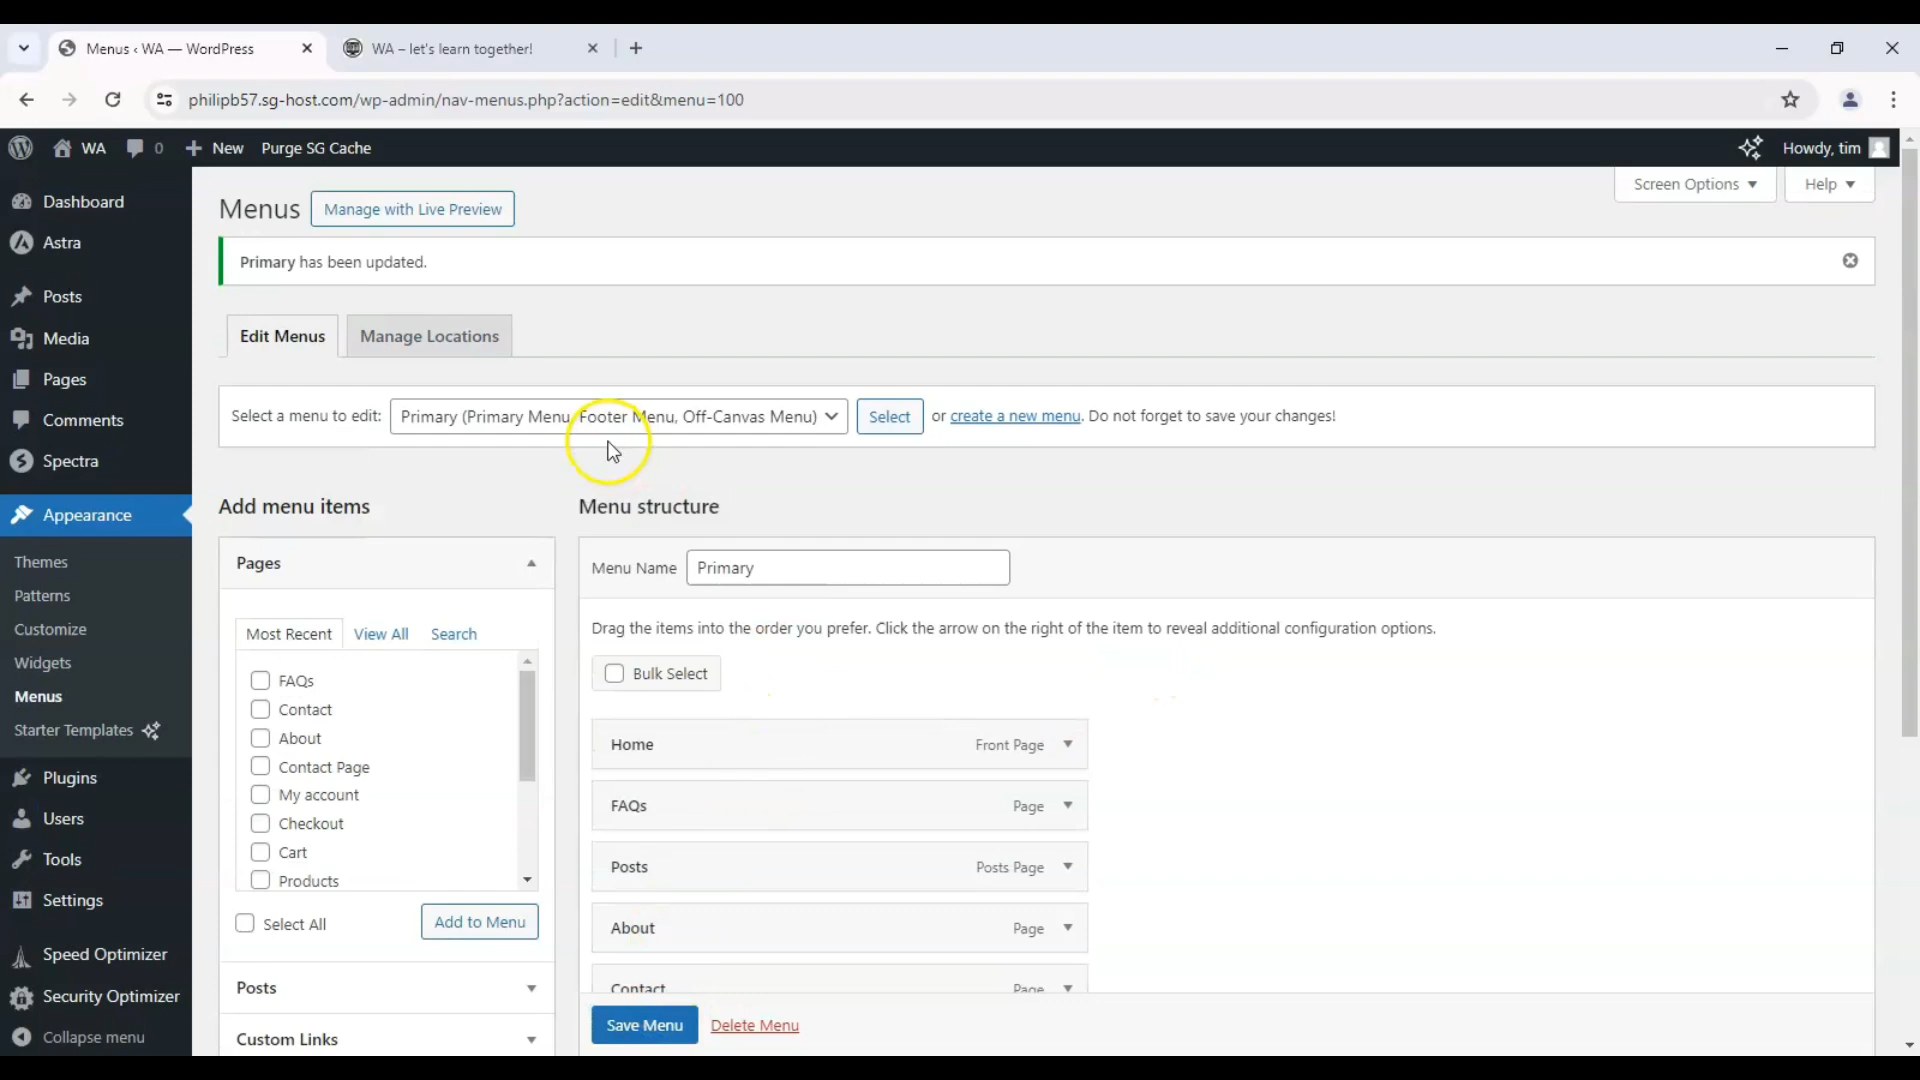 Menus ‹ WA — WordPress
WA – let's learn together!
philipb57.sg-host.com/wp-admin/nav-menus.php?action=edit&menu=100
WA
0
New
Purge SG Cache
Howdy, tim
Screen Options
Help
Menus
Manage with Live Preview
Primary has been updated.
Edit Menus
Manage Locations
Select a menu to edit: Primary (Primary Menu, Footer Menu, Off-Canvas Menu) Select or create a new menu. Do not forget to save your changes!
Dashboard
Astra
Posts
Media
Pages
Comments
Spectra
Appearance
Themes
Patterns
Customize
Widgets
Menus
Starter Templates
Plugins
Users
Tools
Settings
Speed Optimizer
Security Optimizer
Collapse menu
Add menu items
Pages
Most Recent
View All
Search
FAQs
Contact
About
Contact Page
My account
Checkout
Cart
Products
Select All
Add to Menu
Posts
Custom Links
Menu structure
Menu Name
Primary
Drag the items into the order you prefer. Click the arrow on the right of the item to reveal additional configuration options.
Bulk Select
Home Front Page
FAQs Page
Posts Posts Page
About Page
Contact Page
Save Menu
Delete Menu